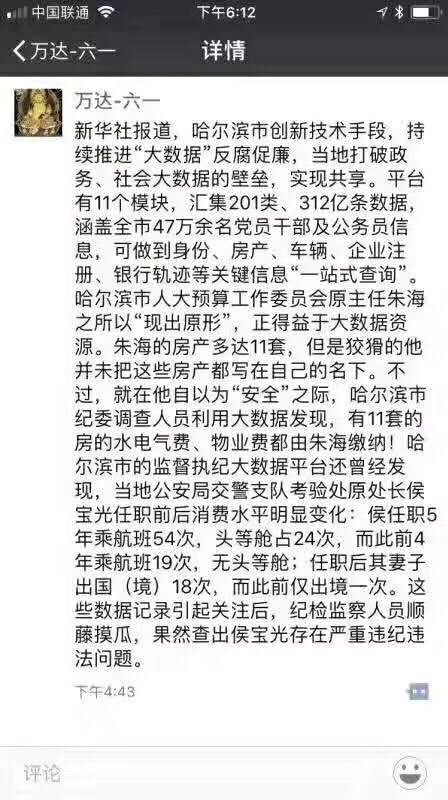 中国联通
下午6:12
万达-六一
详情
万达-六一
新华社报道，哈尔滨市创新技术手段，持
续推进“大数据”反腐促廉，当地打破政
务、社会大数据的壁垒，实现共享。平台
有11个模块，汇集201类、312亿条数据，
涵盖全市47万余名党员干部及公务员信
息，可做到身份、房产、车辆、企业注
册、银行轨迹等关键信息“一站式查询”。
哈尔滨市人大预算工作委员会原主任朱海
之所以“现出原形”，正得益于大数据资
源。朱海的房产多达11套，但是狡猾的他
并未把这些房产都写在自己的名下。不
过，就在他自以为“安全”之际，哈尔滨市
纪委调查人员利用大数据发现，有11套的
房的水电气费、物业费都由朱海缴纳！哈
尔滨市的监督执纪大数据平台还曾经发
现，当地公安局交警支队考验处原处长侯
宝光任职前后消费水平明显变化：侯任职5
年乘航班54次，头等舱占24次，而此前4
年乘航班19次，无头等舱；任职后其妻子
出国（境）18次，而此前仅出境一次。这
些数据记录引起关注后，纪检监察人员顺
藤摸瓜，果然查出侯宝光存在严重违纪违
法问题。
下午4:43
评论